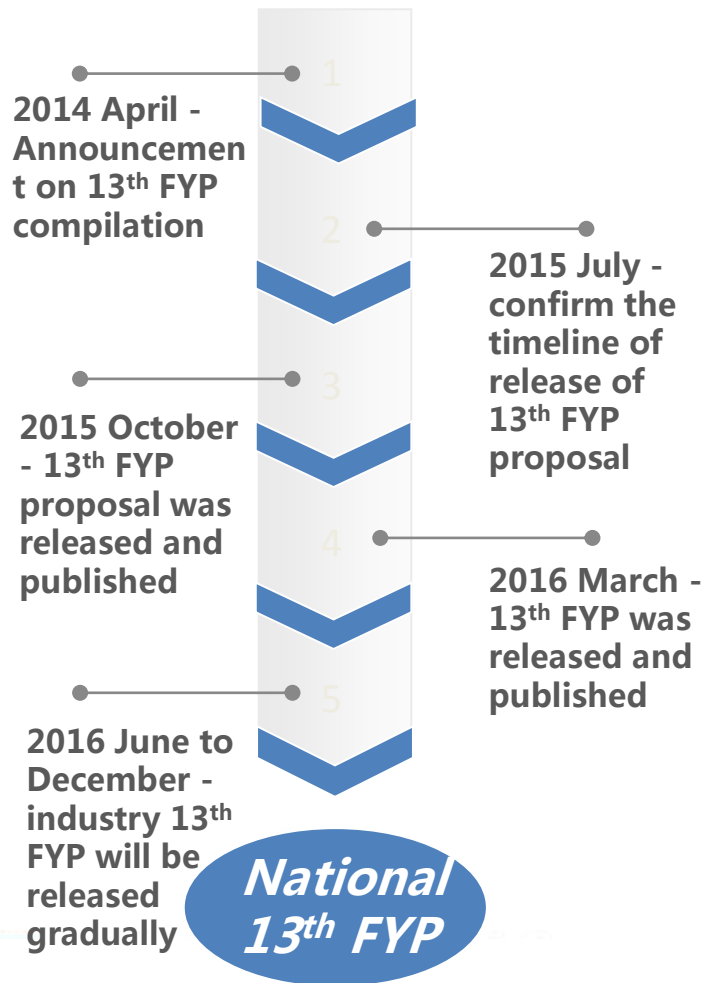 1
2014 April -
Announcemen
t on 13th FYP
compilation
2
2015 July -
confirm the
timeline of
release of
13th FYP
proposal
3
2015 October
- 13th FYP
proposal was
released and
published
4
2016 March -
13th FYP was
released and
published
5
2016 June to
December -
industry 13th
FYP will be
released
gradually
National
13th FYP